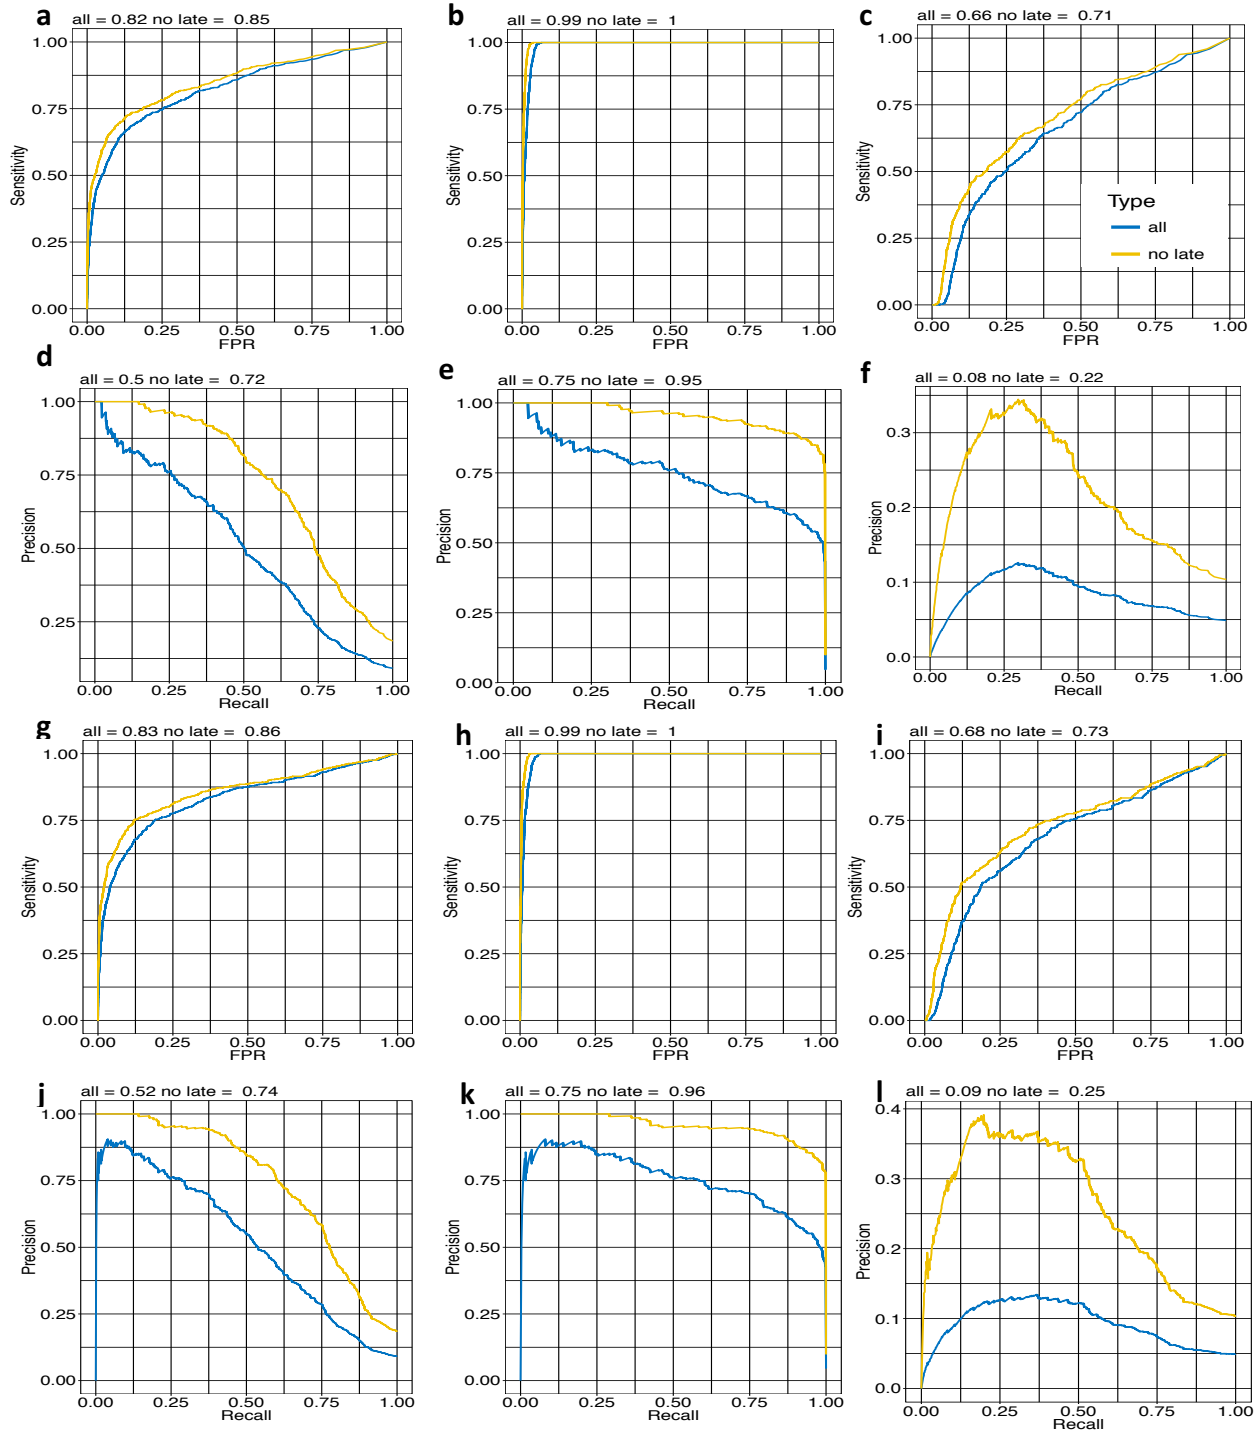 a
all = 0.82 no late = 0.85
1.00
0.75
0.50
0.25
0.00
Sensitivity
0.00 0.25 0.50 0.75 1.00
FPR
b
all = 0.99 no late = 1
1.00
0.75
0.50
0.25
0.00
Sensitivity
0.00 0.25 0.50 0.75 1.00
FPR
c
all = 0.66 no late = 0.71
1.00
0.75
0.50
0.25
0.00
Sensitivity
Type
all
no late
0.00 0.25 0.50 0.75 1.00
FPR
d
all = 0.5 no late = 0.72
1.00
0.75
0.50
0.25
Precision
0.00 0.25 0.50 0.75 1.00
Recall
e
all = 0.75 no late = 0.95
1.00
0.75
0.50
0.25
0.00
Precision
0.00 0.25 0.50 0.75 1.00
Recall
f
all = 0.08 no late = 0.22
0.3
0.2
0.1
0.0
Precision
0.00 0.25 0.50 0.75 1.00
Recall
g
all = 0.83 no late = 0.86
1.00
0.75
0.50
0.25
0.00
Sensitivity
0.00 0.25 0.50 0.75 1.00
FPR
h
all = 0.99 no late = 1
1.00
0.75
0.50
0.25
0.00
Sensitivity
0.00 0.25 0.50 0.75 1.00
FPR
i
all = 0.68 no late = 0.73
1.00
0.75
0.50
0.25
0.00
Sensitivity
0.00 0.25 0.50 0.75 1.00
FPR
j
all = 0.52 no late = 0.74
1.00
0.75
0.50
0.25
0.00
Precision
0.00 0.25 0.50 0.75 1.00
Recall
k
all = 0.75 no late = 0.96
1.00
0.75
0.50
0.25
0.00
Precision
0.00 0.25 0.50 0.75 1.00
Recall
l
all = 0.09 no late = 0.25
0.4
0.3
0.2
0.1
0.0
Precision
0.00 0.25 0.50 0.75 1.00
Recall